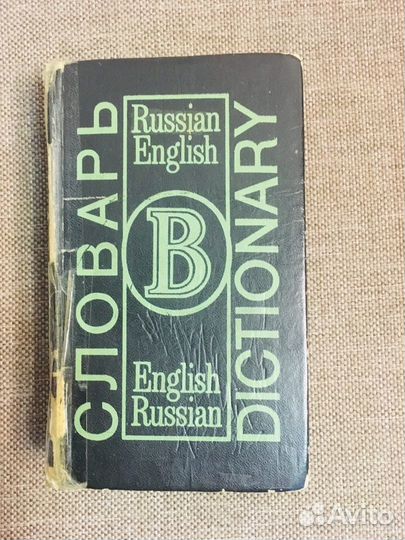 СЛОВАРЬ
Russian
English
B
English
Russian
DICTIONARY
Avito